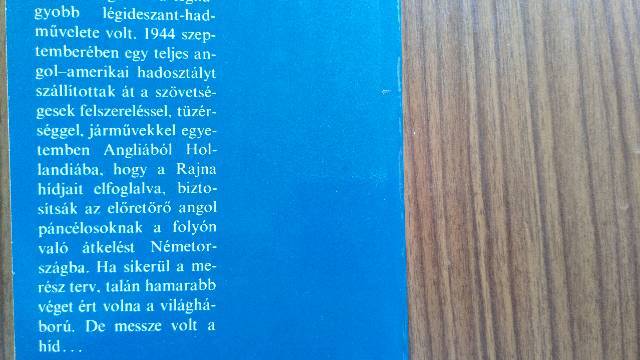 gyobb légideszant-had-
művelete volt. 1944 szep-
temberében egy teljes an-
gol–amerikai hadosztályt
szállítottak át a szövetsé-
gesek felszereléssel, tüzér-
séggel, járművekkel egye-
temben Angliából Hol-
landiába, hogy a Rajna
hídjait elfoglalva, bizto-
sítsák az előretörő angol
páncélosoknak a folyón
való átkelést Németor-
szágba. Ha sikerül a me-
rész terv, talán hamarabb
véget ért volna a világhá-
ború. De messze volt a
híd...